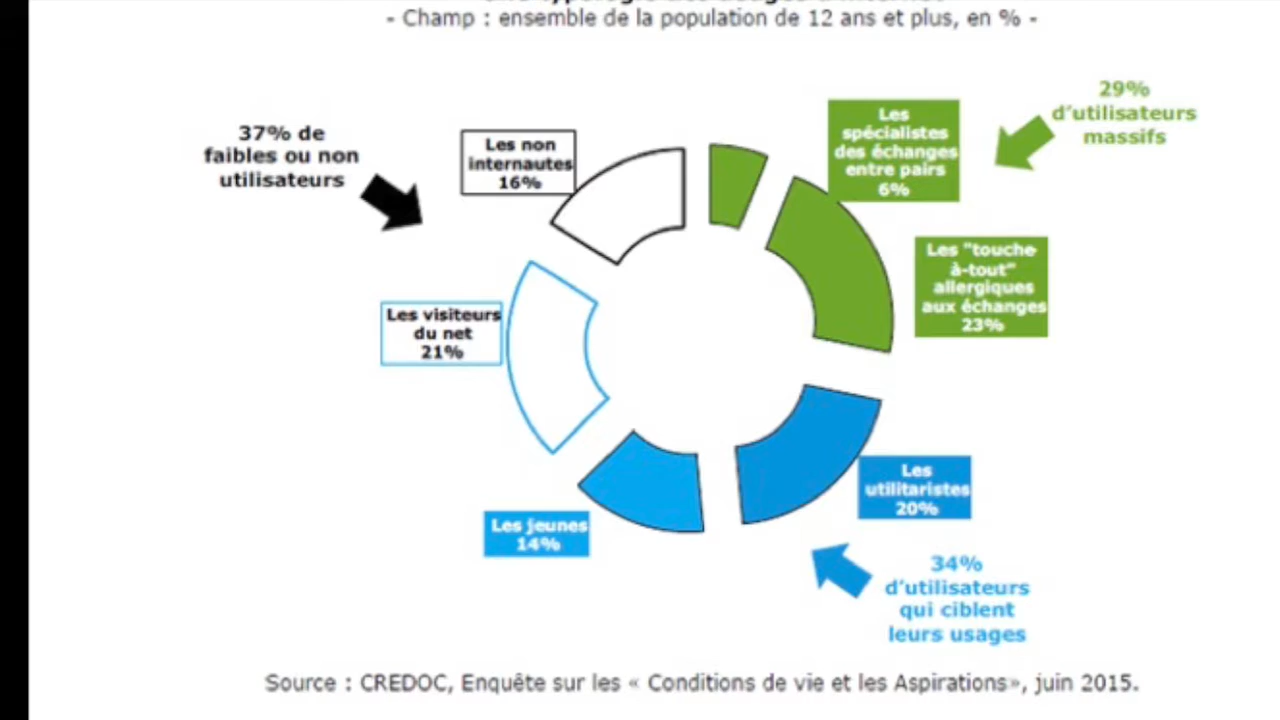 - Champ : ensemble de la population de 12 ans et plus, en % -
37% de
faibles ou non
utilisateurs
Les non
internautes
16%
Les
spécialistes
des échanges
entre pairs
6%
29%
d’utilisateurs
massifs
Les "touche
à-tout"
allergiques
aux échanges
23%
Les visiteurs
du net
21%
Les
utilitaristes
20%
Les jeunes
14%
34%
d’utilisateurs
qui ciblent
leurs usages
Source : CREDOC, Enquête sur les « Conditions de vie et les Aspirations», juin 2015.